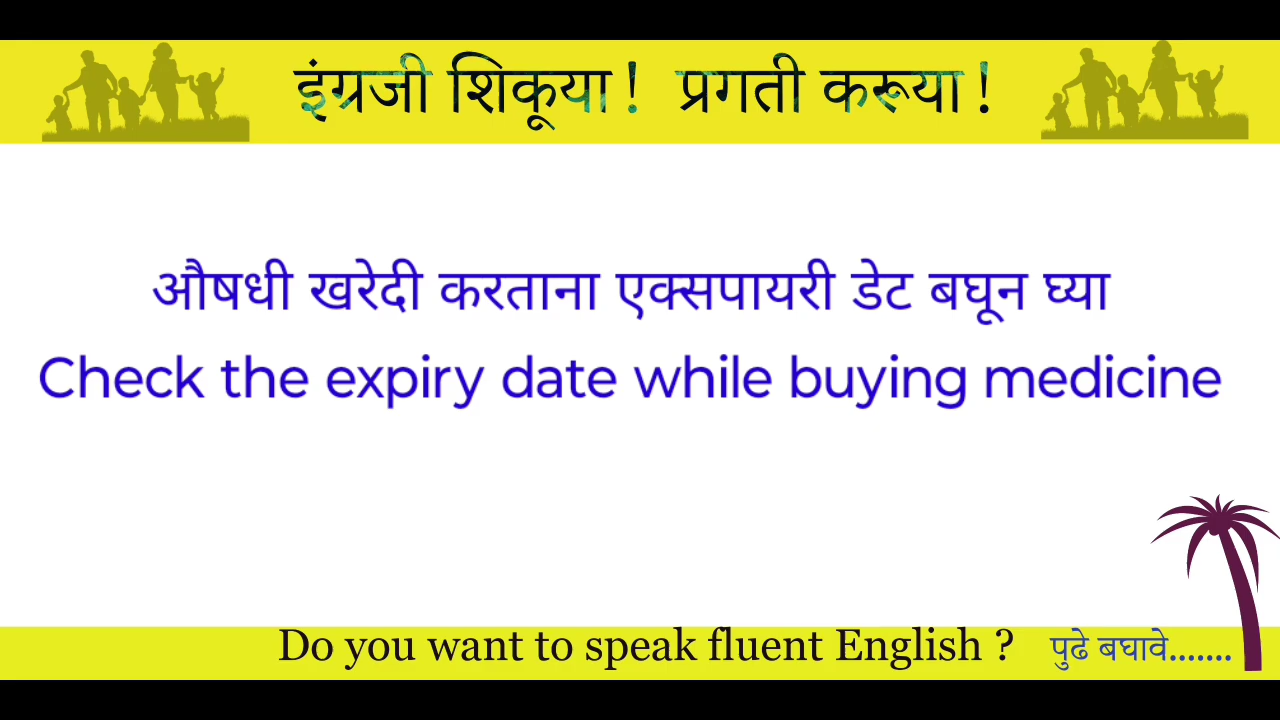 इंग्रजी शिकूया! प्रगती करूया!
औषधी खरेदी करताना एक्सपायरी डेट बघून घ्या
Check the expiry date while buying medicine
Do you want to speak fluent English ? पुढे बघावे.......